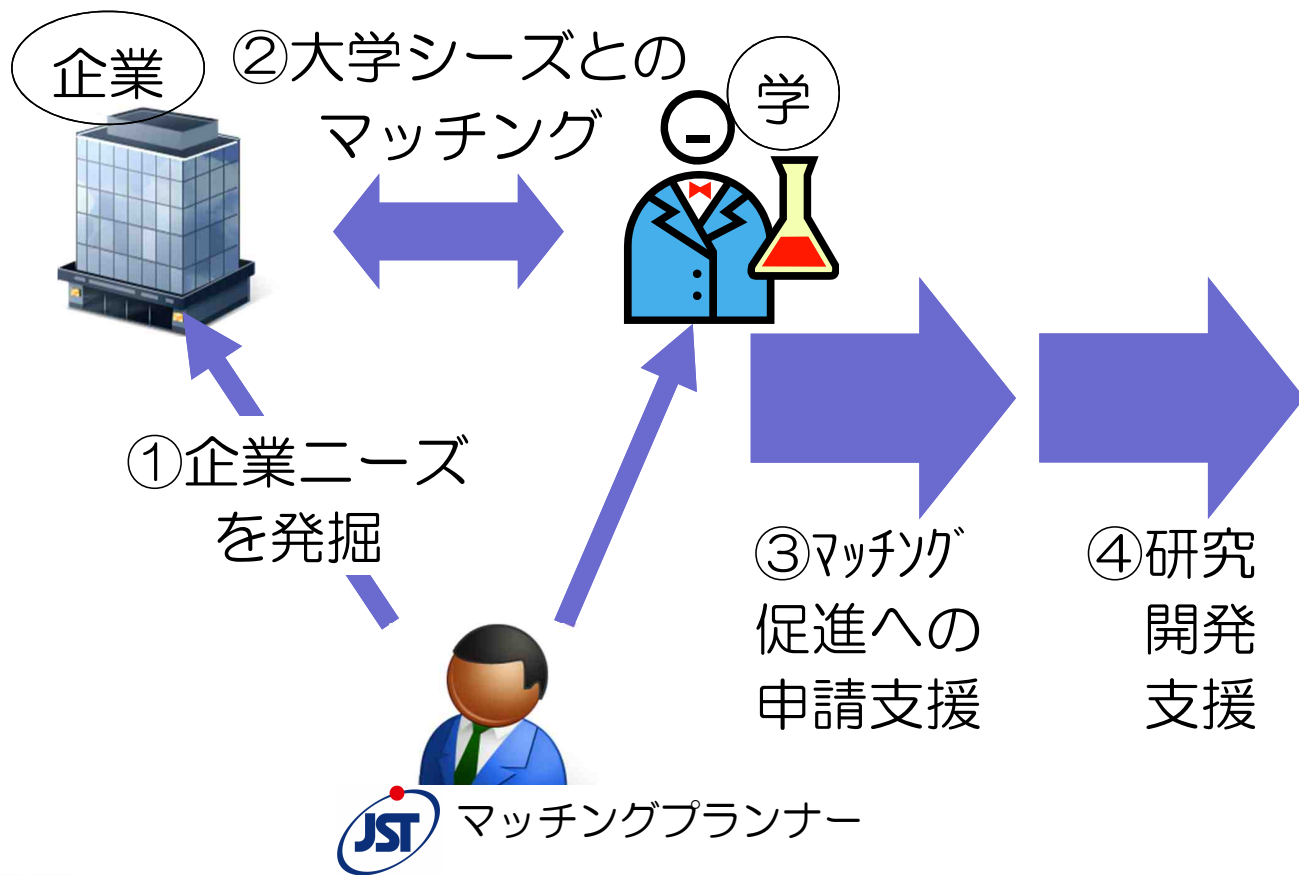 企業
②大学シーズとの
マッチング
学
①企業ニーズ
を発掘
③ﾏｯﾁﾝｸﾞ
促進への
申請支援
④研究
開発
支援
JST
マッチングプランナー